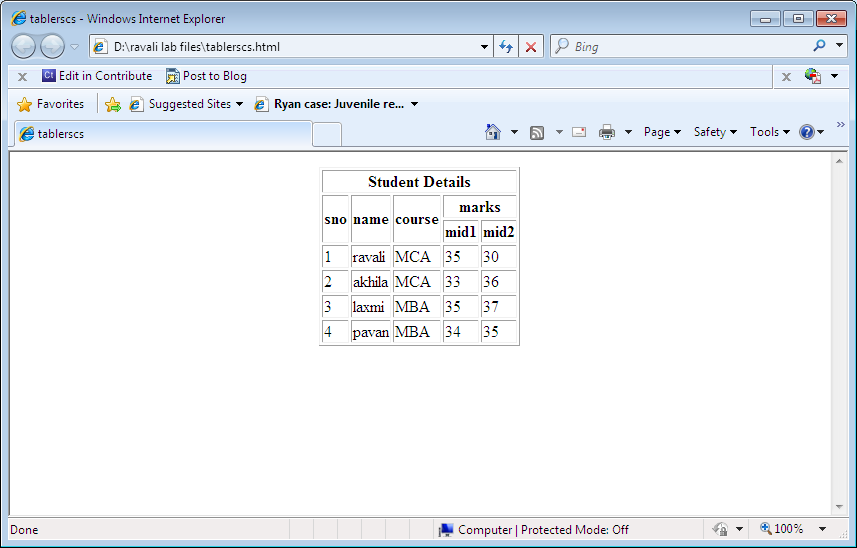 tablerscs - Windows Internet Explorer
D:\ravali lab files\tablerscs.html
Bing
Ct Edit in Contribute Post to Blog
Favorites Suggested Sites Ryan case: Juvenile re...
tablerscs
Page Safety Tools
Student Details
sno name course marks
mid1 mid2
1 ravali MCA 35 30
2 akhila MCA 33 36
3 laxmi MBA 35 37
4 pavan MBA 34 35
Done Computer | Protected Mode: Off 100%